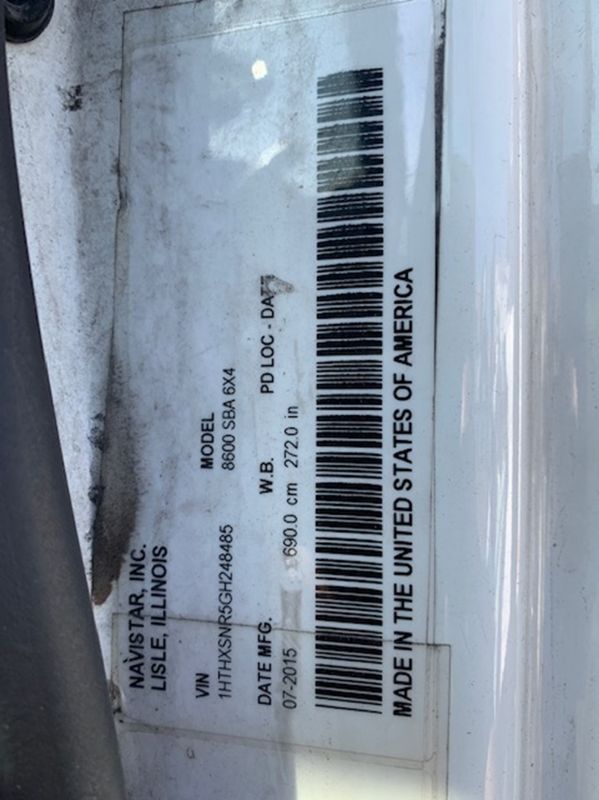 NAVISTAR, INC.
LISLE, ILLINOIS
VIN MODEL
1HTHXSNR5GH248485 8600 SBA 6X4
DATE MFG. W.B. PD LOC - DATE
07-2015 690.0 cm 272.0 in
MADE IN THE UNITED STATES OF AMERICA